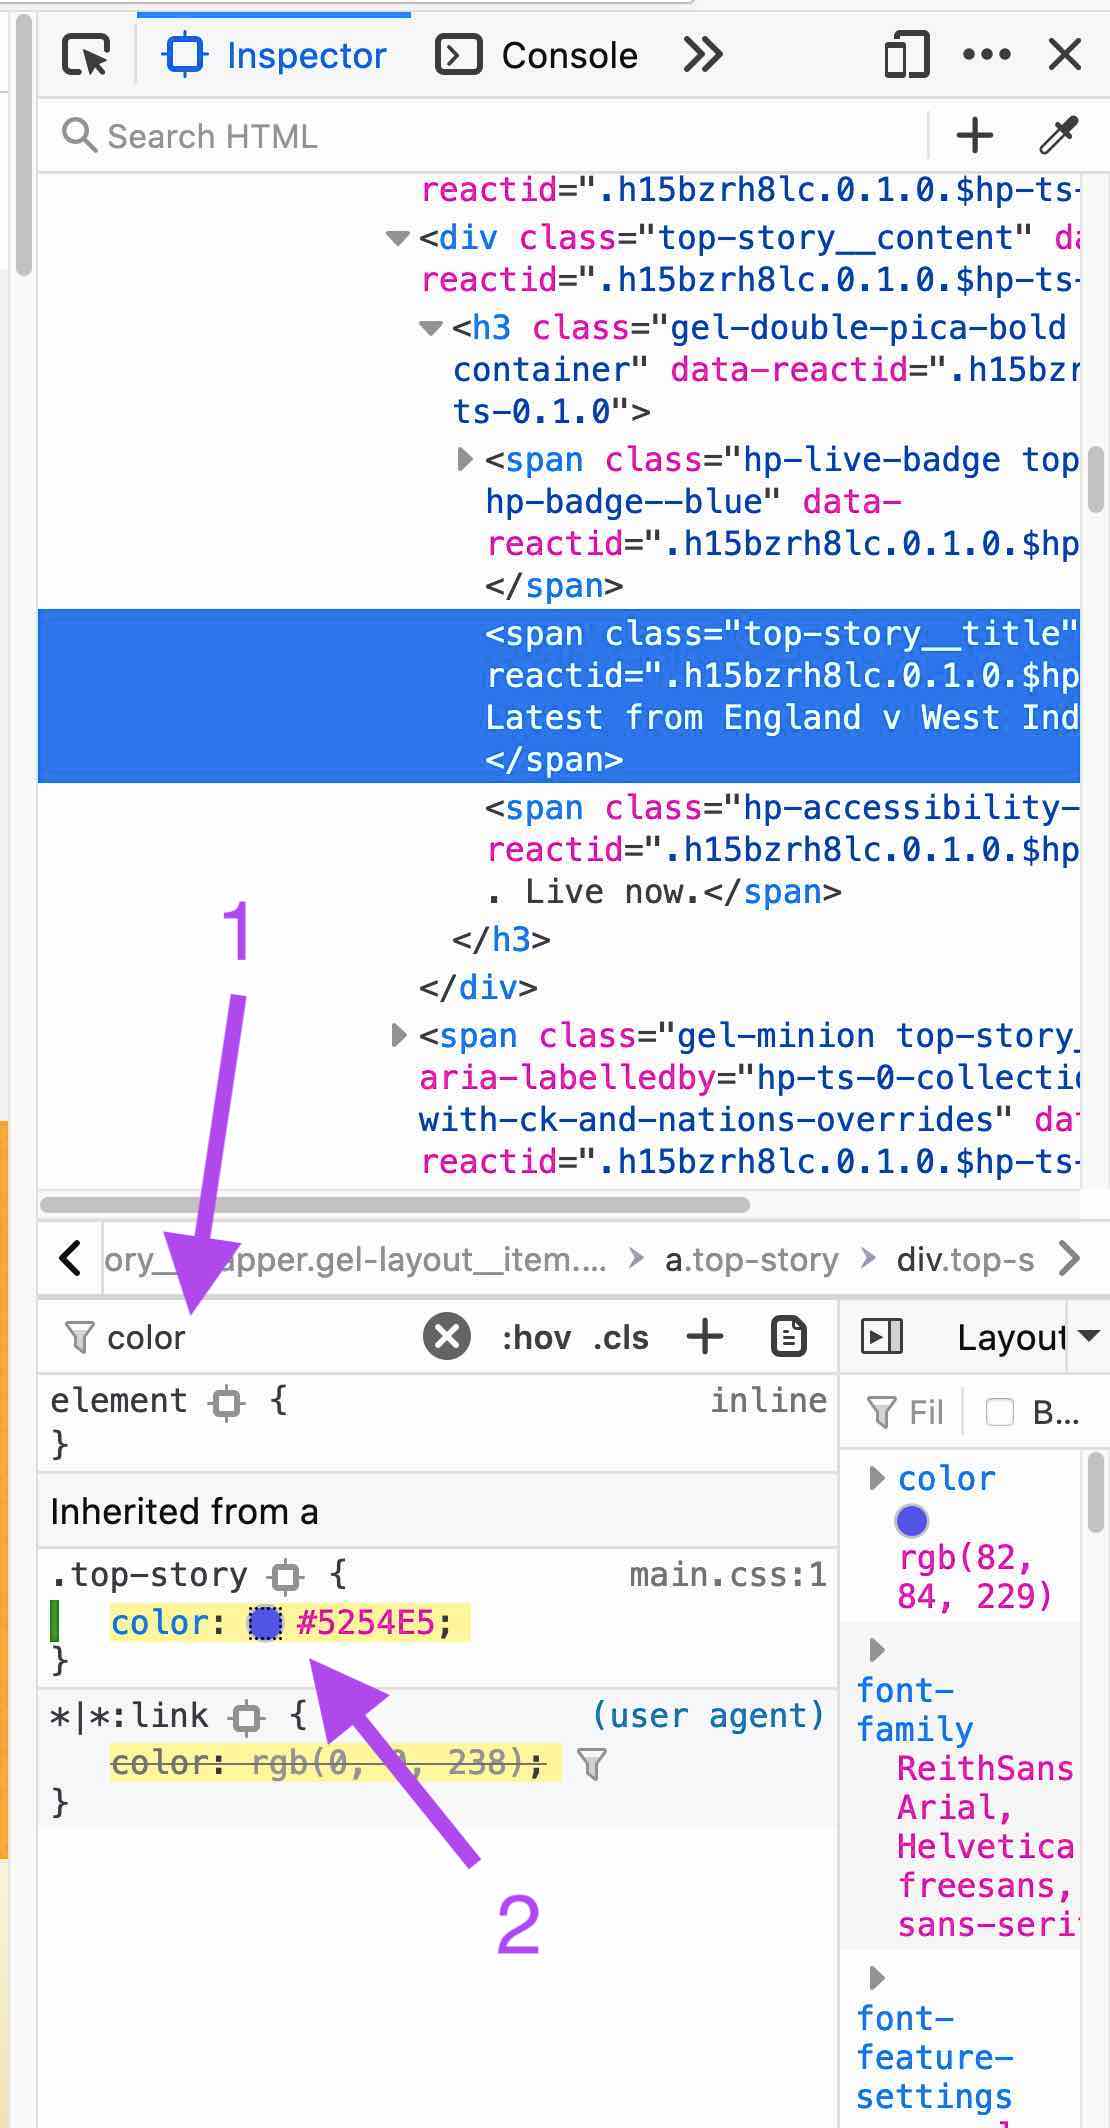 Inspector Console
Search HTML
reactid=".h15bzrh8lc.0.1.0.$hp-ts-
<div class="top-story__content" da
reactid=".h15bzrh8lc.0.1.0.$hp-ts-
<h3 class="gel-double-pica-bold
container" data-reactid=".h15bzr
ts-0.1.0">
<span class="hp-live-badge top
hp-badge--blue" data-
reactid=".h15bzrh8lc.0.1.0.$hp
</span>
<span class="top-story__title"
reactid=".h15bzrh8lc.0.1.0.$hp
Latest from England v West Ind
</span>
<span class="hp-accessibility-
reactid=".h15bzrh8lc.0.1.0.$hp
. Live now.</span>
</h3>
</div>
<span class="gel-minion top-story_
aria-labelledby="hp-ts-0-collectio
with-ck-and-nations-overrides" dat
reactid=".h15bzrh8lc.0.1.0.$hp-ts-
1
ory__ apper.gel-layout__item.... a.top-story div.top-s
color :hov .cls +
element { inline
}
Inherited from a
.top-story { main.css:1
color: #5254E5;
}
*|*:link { (user agent)
color: rgb(0, 0, 238);
}
2
Layout
Fil B...
color
rgb(82,
84, 229)
font-
family
ReithSans
Arial,
Helvetica
freesans,
sans-seri
font-
feature-
settings